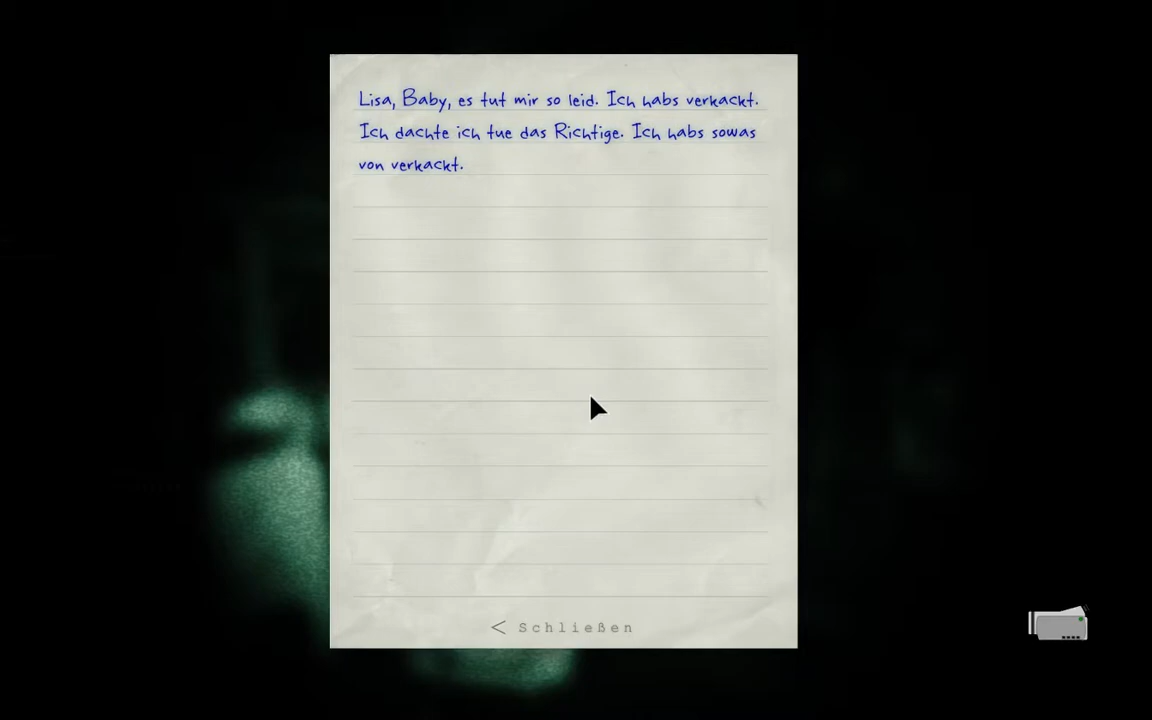 Lisa, Baby, es tut mir so leid. Ich habs verkackt.
Ich dachte ich tue das Richtige. Ich habs sowas
von verkackt.
< Schließen